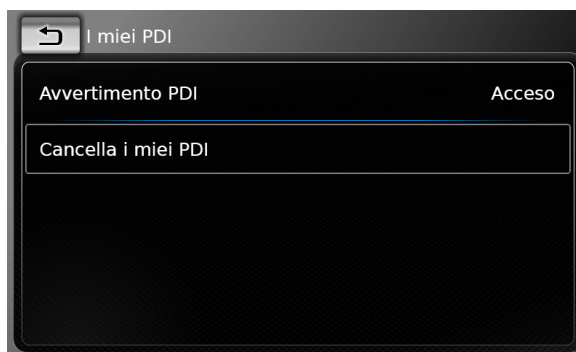 I miei PDI
Avvertimento PDI Acceso
Cancella i miei PDI